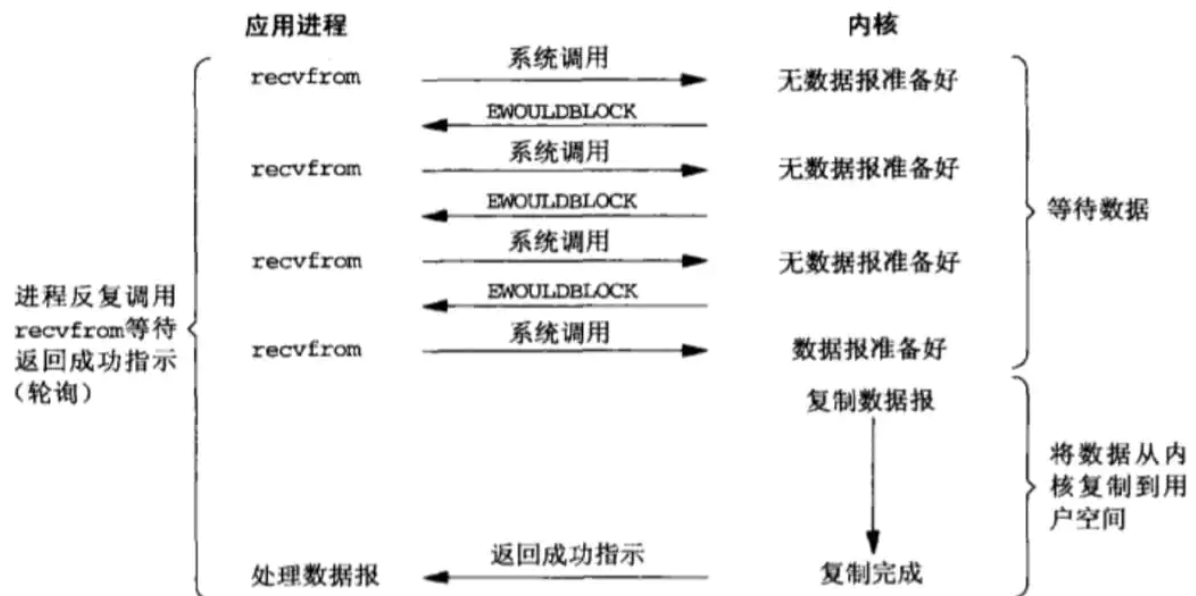 应用进程
内核
系统调用
recvfrom
无数据报准备好
EWOULDBLOCK
系统调用
recvfrom
无数据报准备好
EWOULDBLOCK
系统调用
recvfrom
无数据报准备好
EWOULDBLOCK
系统调用
recvfrom
数据报准备好
等待数据
进程反复调用
recvfrom等待
返回成功指示
(轮询)
复制数据报
将数据从内
核复制到用
户空间
返回成功指示
处理数据报
复制完成